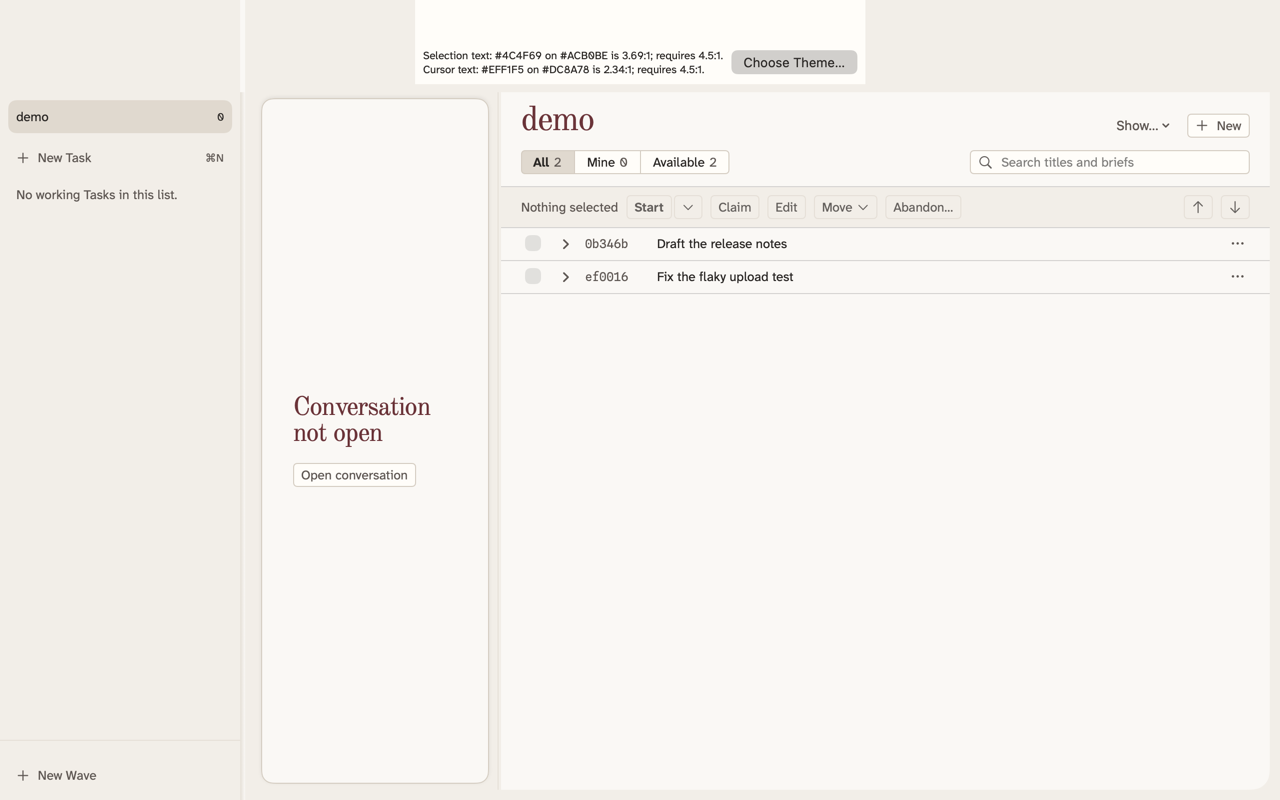 Selection text: #4C4F69 on #ACB0BE is 3.69:1; requires 4.5:1.
Cursor text: #EFF1F5 on #DC8A78 is 2.34:1; requires 4.5:1.
Choose Theme...
demo 0
New Task ⌘N
No working Tasks in this list.
New Wave
Conversation
not open
Open conversation
demo
Show...
New
All 2
Mine 0
Available 2
Search titles and briefs
Nothing selected
Start
Claim
Edit
Move
Abandon...
0b346b Draft the release notes
ef0016 Fix the flaky upload test